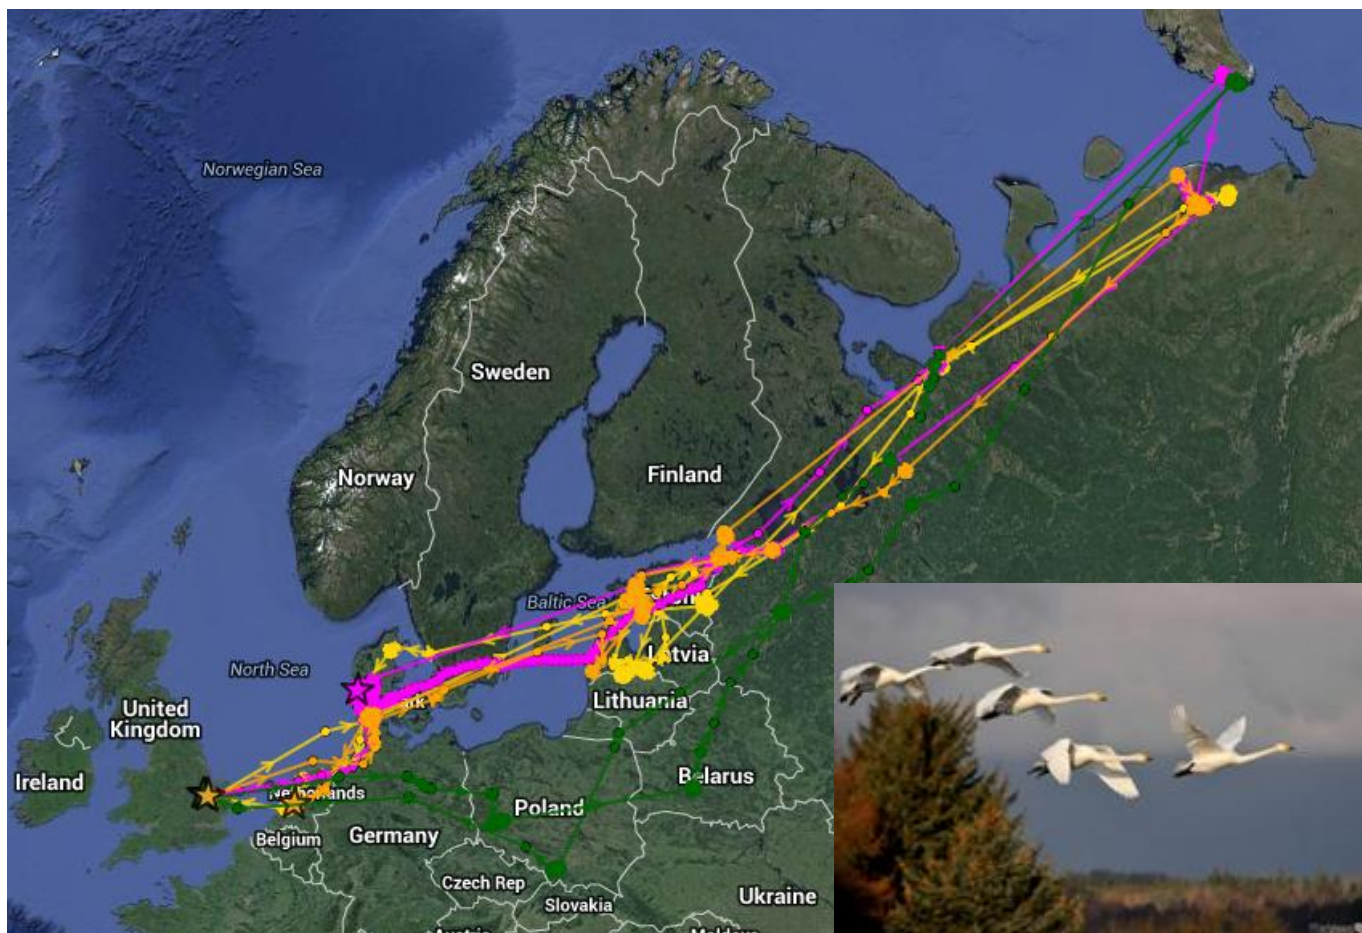 Norwegian Sea
Sweden
Norway
Finland
Baltic Sea
Latvia
North Sea
Lithuania
United
Kingdom
Ireland
Belarus
Netherlands
Poland
Belgium
Germany
Czech Rep
Ukraine
Slovakia